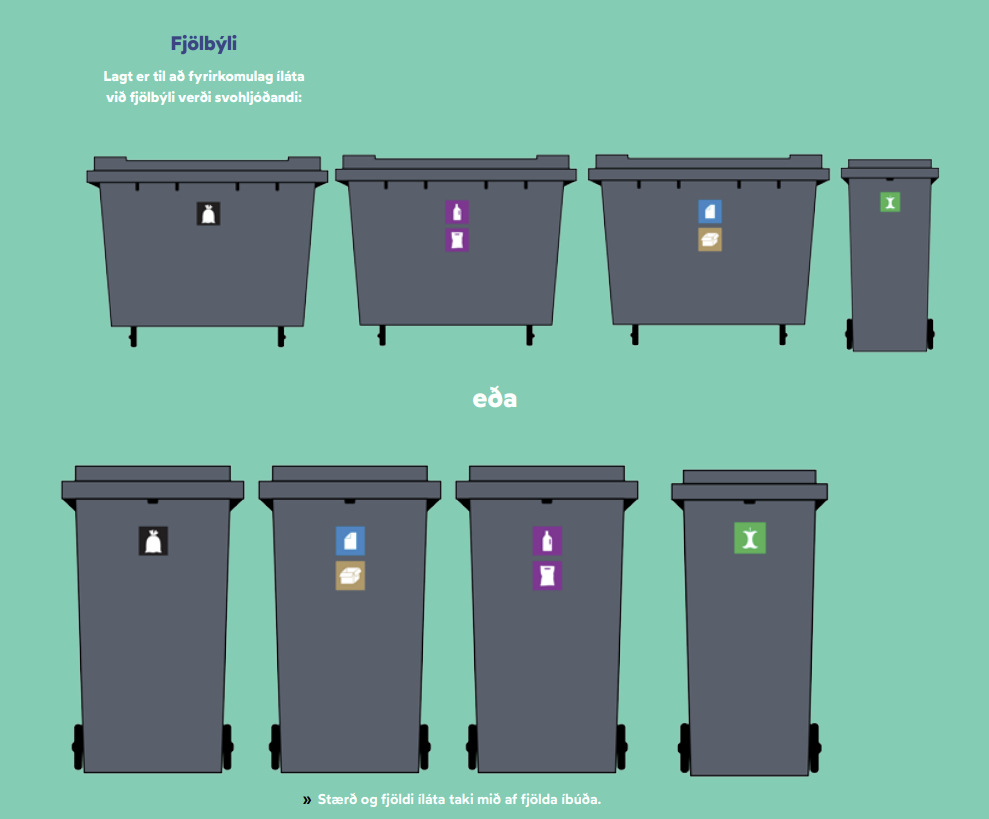 Fjölbýli
Lagt er til að fyrirkomulag íláta
við fjölbýli verði svohljóðandi:
eða
» Stærð og fjöldi íláta taki mið af fjölda íbúða.